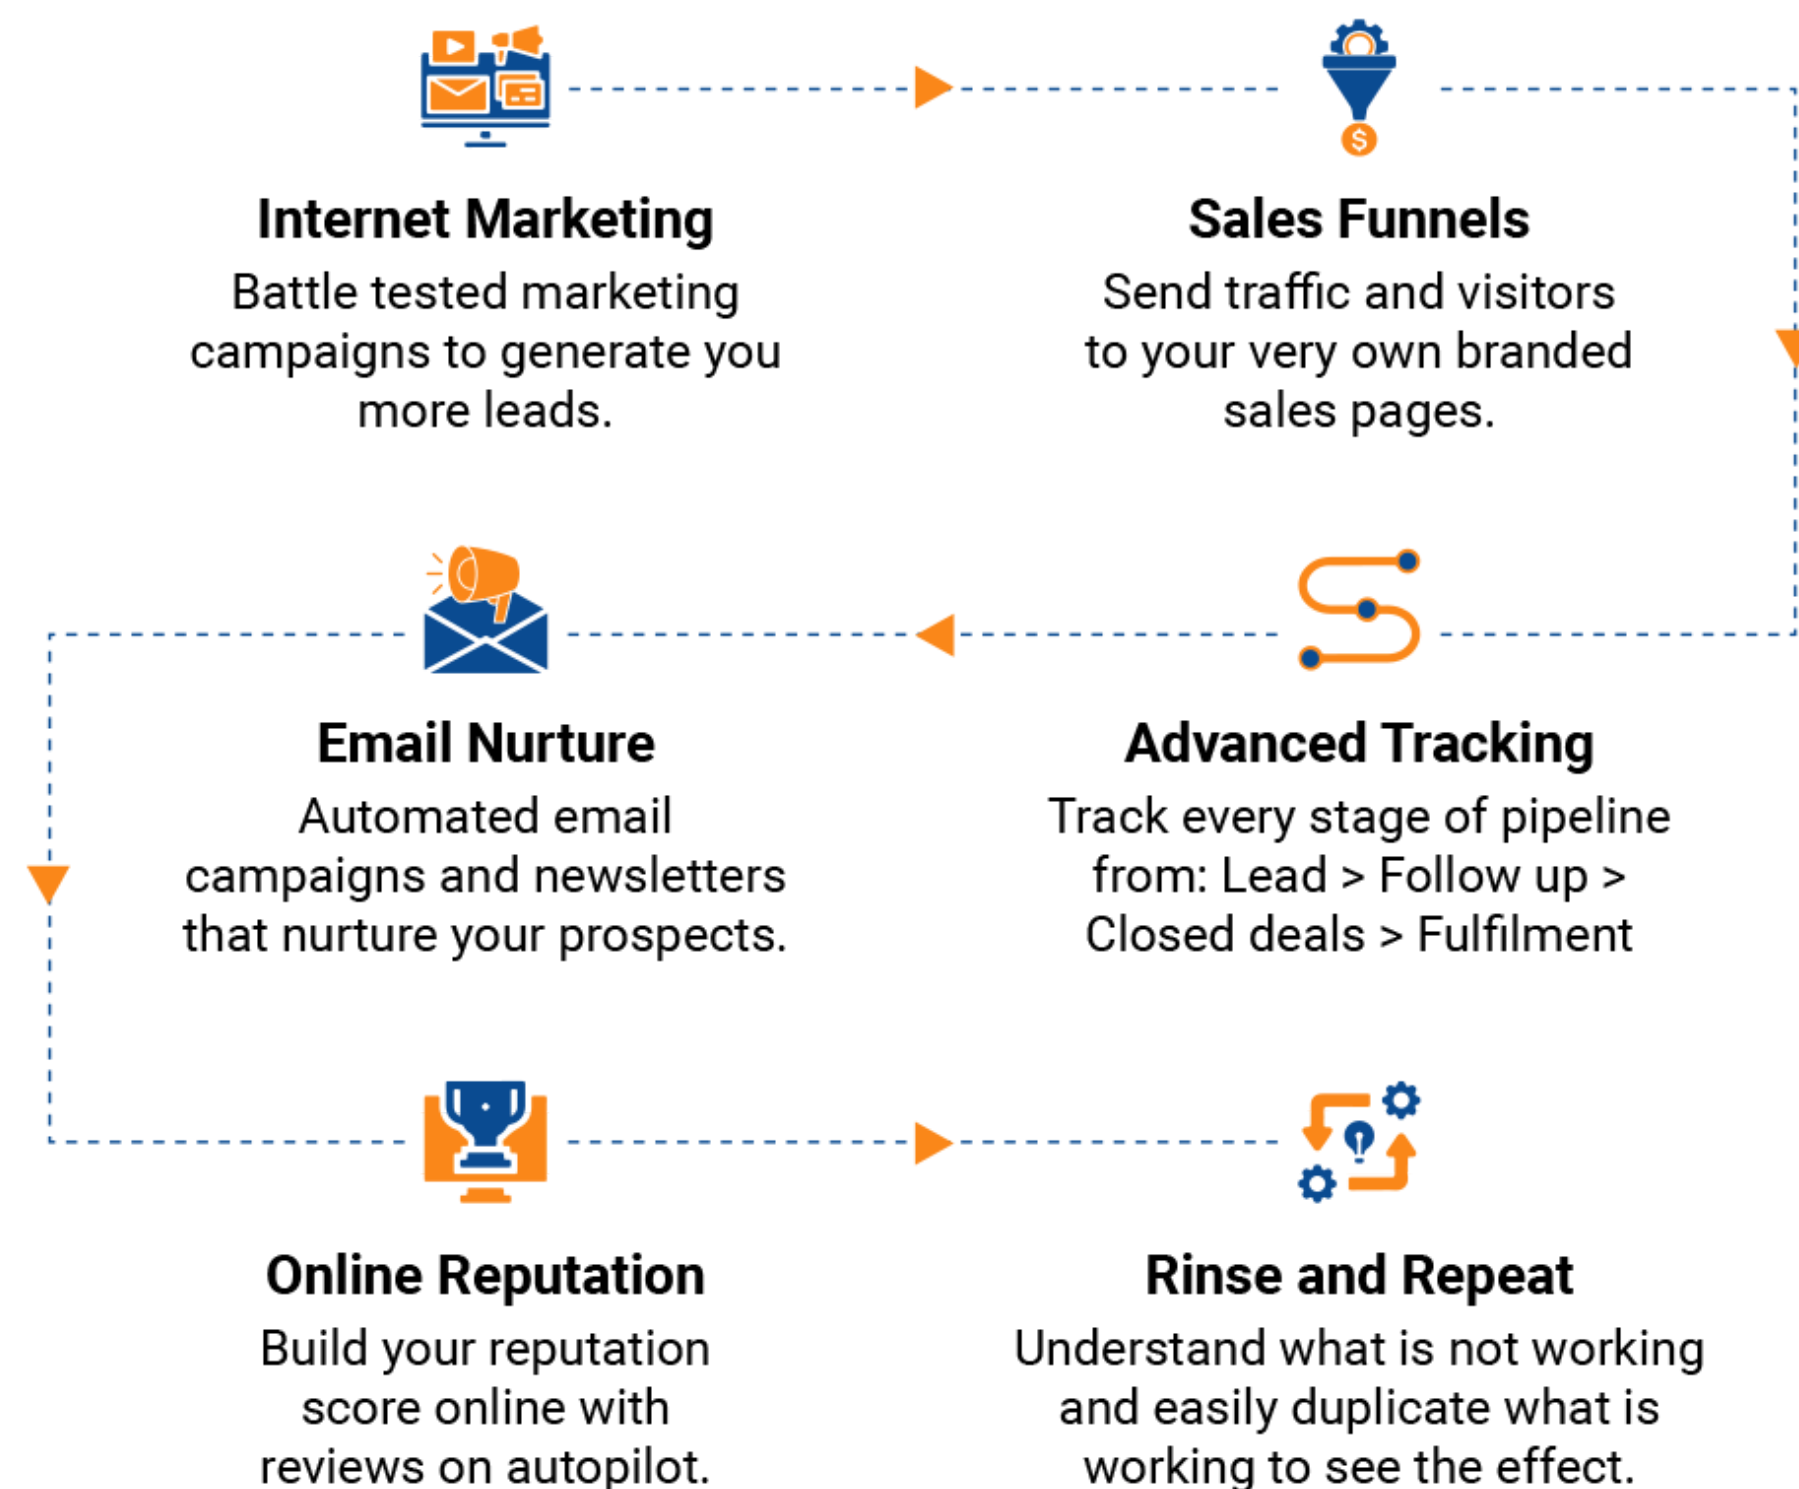 Internet Marketing
Battle tested marketing
campaigns to generate you
more leads.
Sales Funnels
Send traffic and visitors
to your very own branded
sales pages.
Advanced Tracking
Track every stage of pipeline
from: Lead > Follow up >
Closed deals > Fulfilment
Email Nurture
Automated email
campaigns and newsletters
that nurture your prospects.
Online Reputation
Build your reputation
score online with
reviews on autopilot.
Rinse and Repeat
Understand what is not working
and easily duplicate what is
working to see the effect.